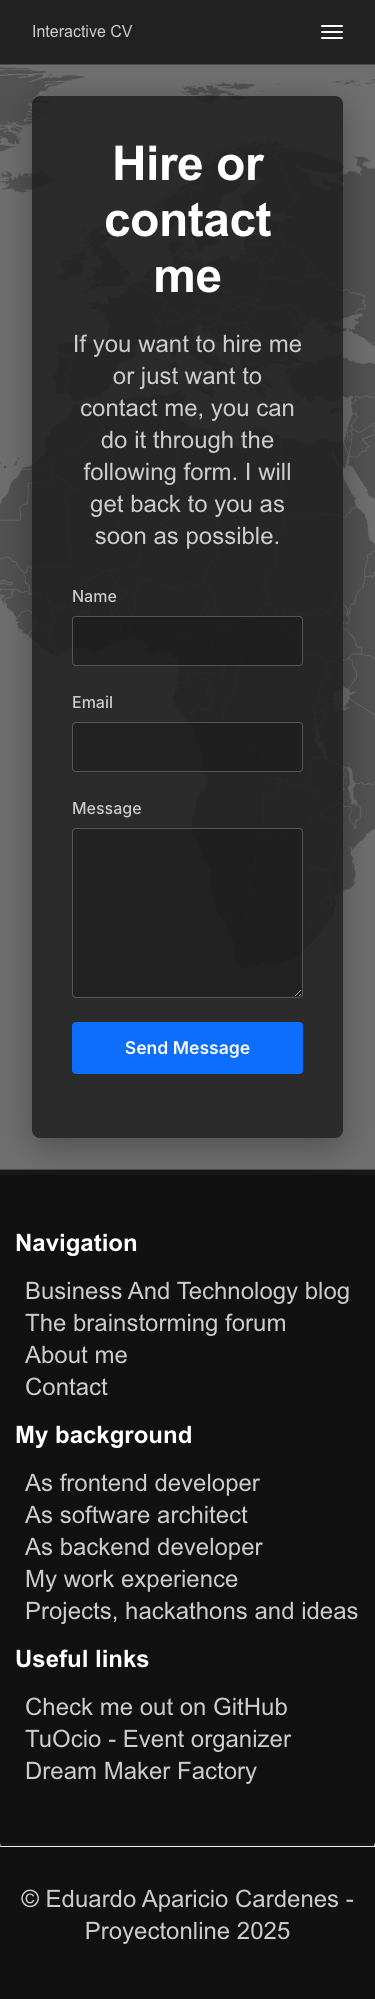 Interactive CV
Hire or
contact
me
If you want to hire me
or just want to
contact me, you can
do it through the
following form. I will
get back to you as
soon as possible.
Name
Email
Message
Send Message
Navigation
Business And Technology blog
The brainstorming forum
About me
Contact
My background
As frontend developer
As software architect
As backend developer
My work experience
Projects, hackathons and ideas
Useful links
Check me out on GitHub
TuOcio - Event organizer
Dream Maker Factory
© Eduardo Aparicio Cardenes -
Proyectonline 2025